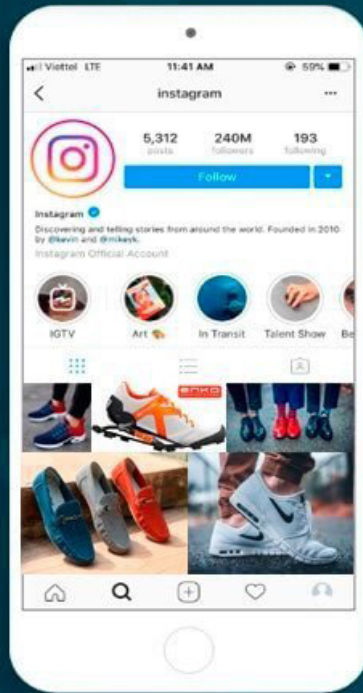 Viettel LTE 11:41 AM 59%
instagram
5,312 240M 193
posts followers following
Follow
Instagram
Discovering and telling stories from around the world. Founded in 2010
by @kevin and @mikeyk.
Instagram Official Account
IGTV Art In Transit Talent Show Be
enko